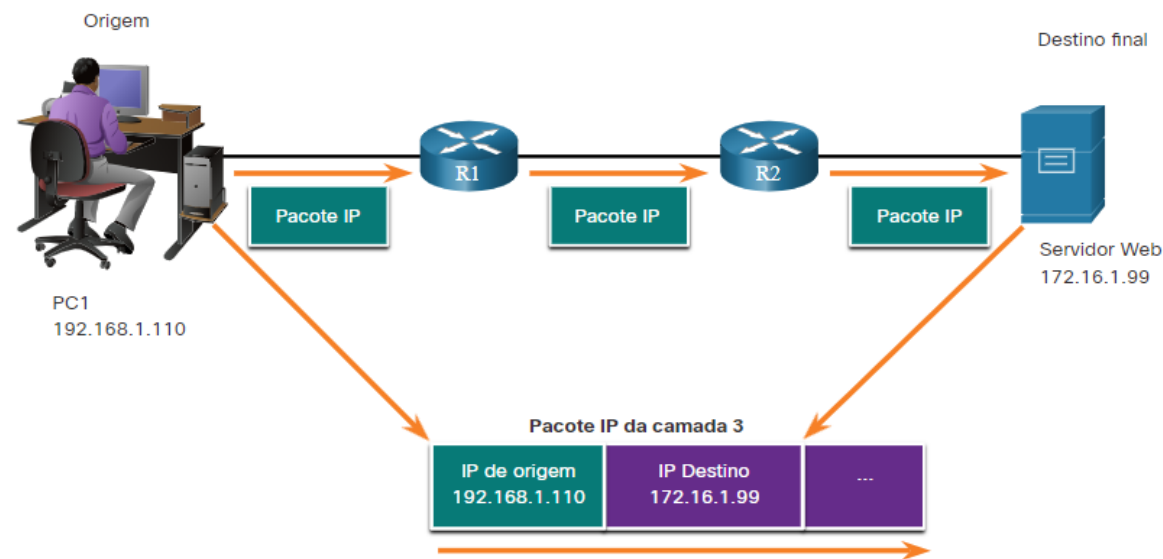 Origem
Destino final
R1
R2
Pacote IP
Pacote IP
Pacote IP
Servidor Web
172.16.1.99
PC1
192.168.1.110
Pacote IP da camada 3
IP de origem
192.168.1.110
IP Destino
172.16.1.99
...